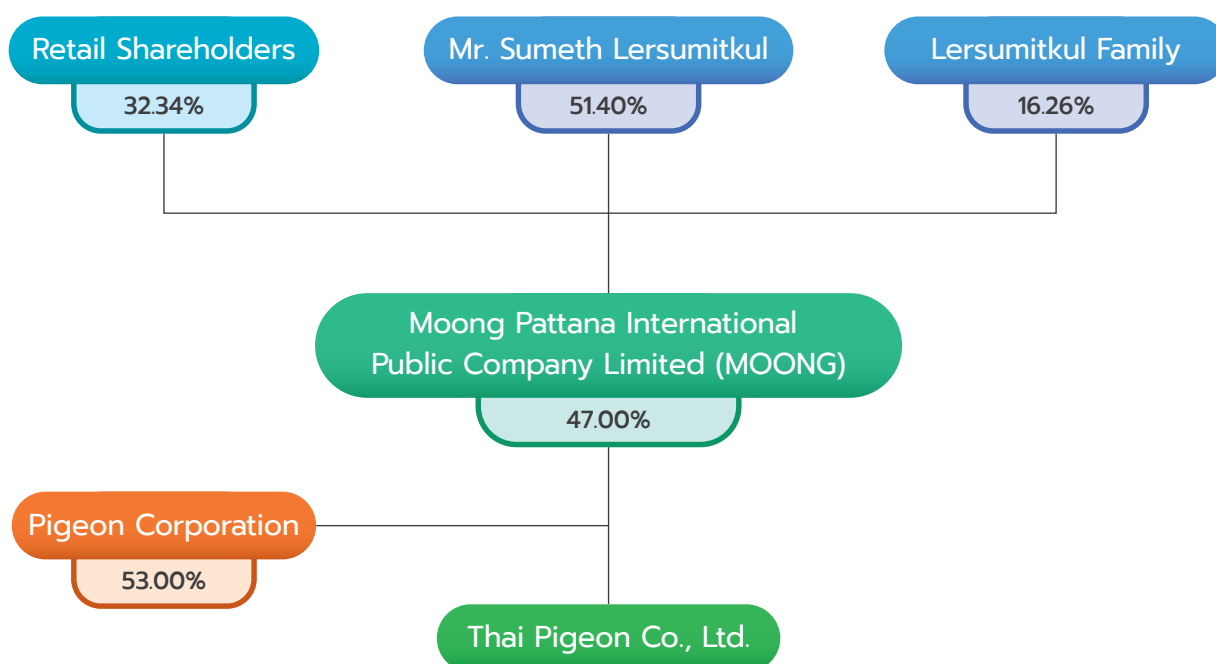 Retail Shareholders
32.34%
Mr. Sumeth Lersumitkul
51.40%
Lersumitkul Family
16.26%
Moong Pattana International
Public Company Limited (MOONG)
47.00%
Pigeon Corporation
53.00%
Thai Pigeon Co., Ltd.